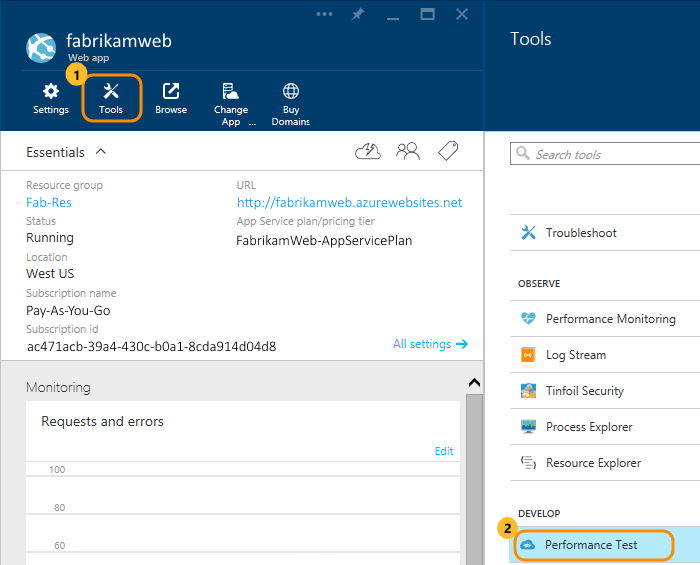 fabrikamweb
Web app
1
Settings
Tools
Browse
Change
App ...
Buy
Domains
Essentials
Resource group
Fab-Res
Status
Running
Location
West US
Subscription name
Pay-As-You-Go
Subscription id
ac471acb-39a4-430c-b0a1-8cda914d04d8
URL
http://fabrikamweb.azurewebsites.net
App Service plan/pricing tier
FabrikamWeb-AppServicePlan
All settings
Monitoring
Requests and errors
Edit
100
80
60
Tools
Search tools
Troubleshoot
OBSERVE
Performance Monitoring
Log Stream
Tinfoil Security
Process Explorer
Resource Explorer
DEVELOP
2
Performance Test